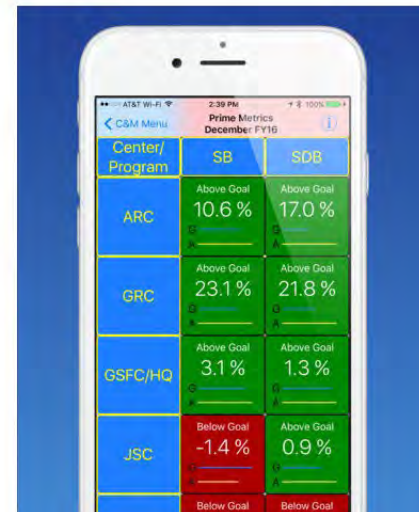 AT&T Wi-Fi 2:39 PM 100%
C&M Menu Prime Metrics
December FY16
Center/
Program SB SDB
ARC
Above Goal
10.6 %
G
A
Above Goal
17.0 %
G
A
GRC
Above Goal
23.1 %
G
A
Above Goal
21.8 %
G
A
GSFC/HQ
Above Goal
3.1 %
G
A
Above Goal
1.3 %
G
A
JSC
Below Goal
-1.4 %
G
A
Above Goal
0.9 %
G
A
Below Goal
Below Goal